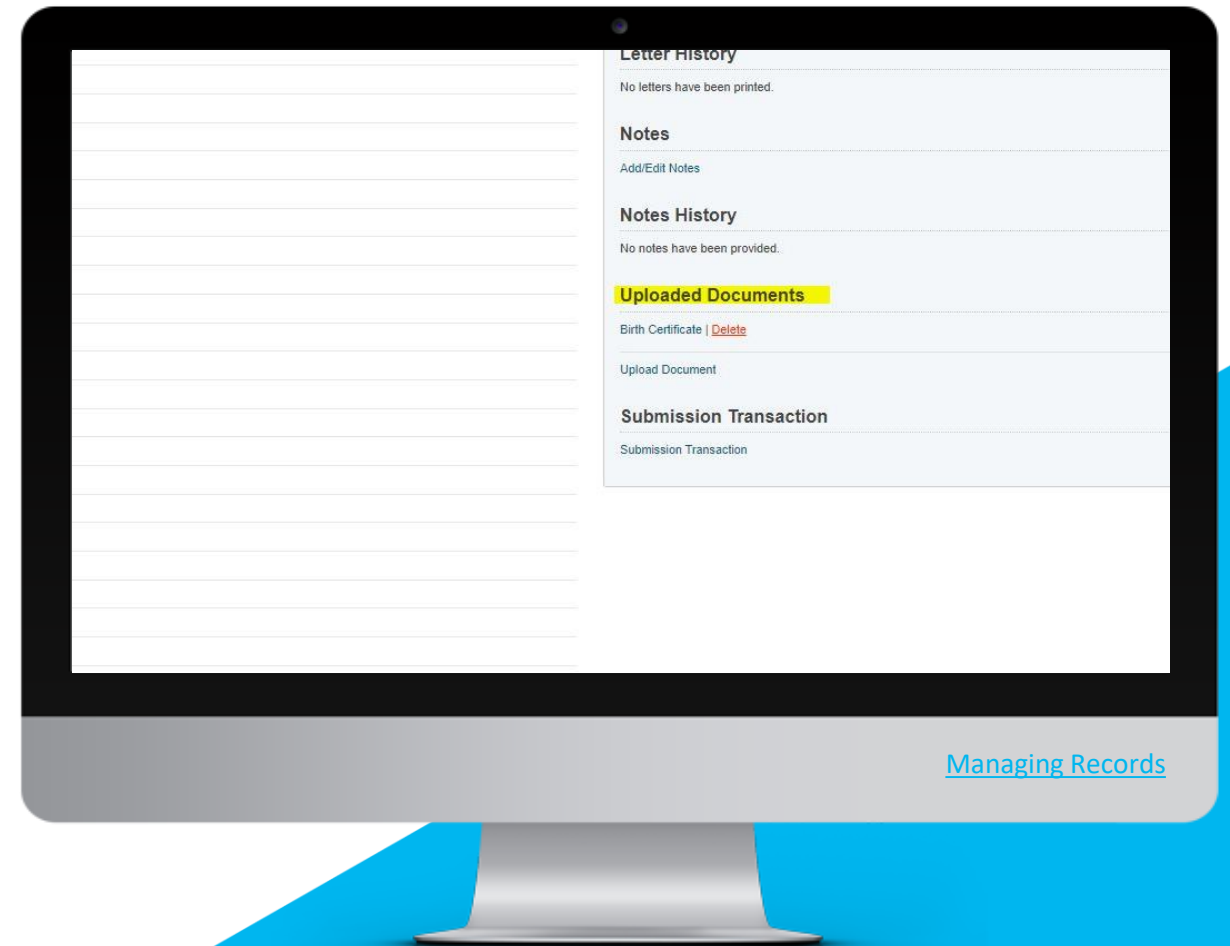 Letter History
No letters have been printed.
Notes
Add/Edit Notes
Notes History
No notes have been provided.
Uploaded Documents
Birth Certificate | Delete
Upload Document
Submission Transaction
Submission Transaction
Managing Records